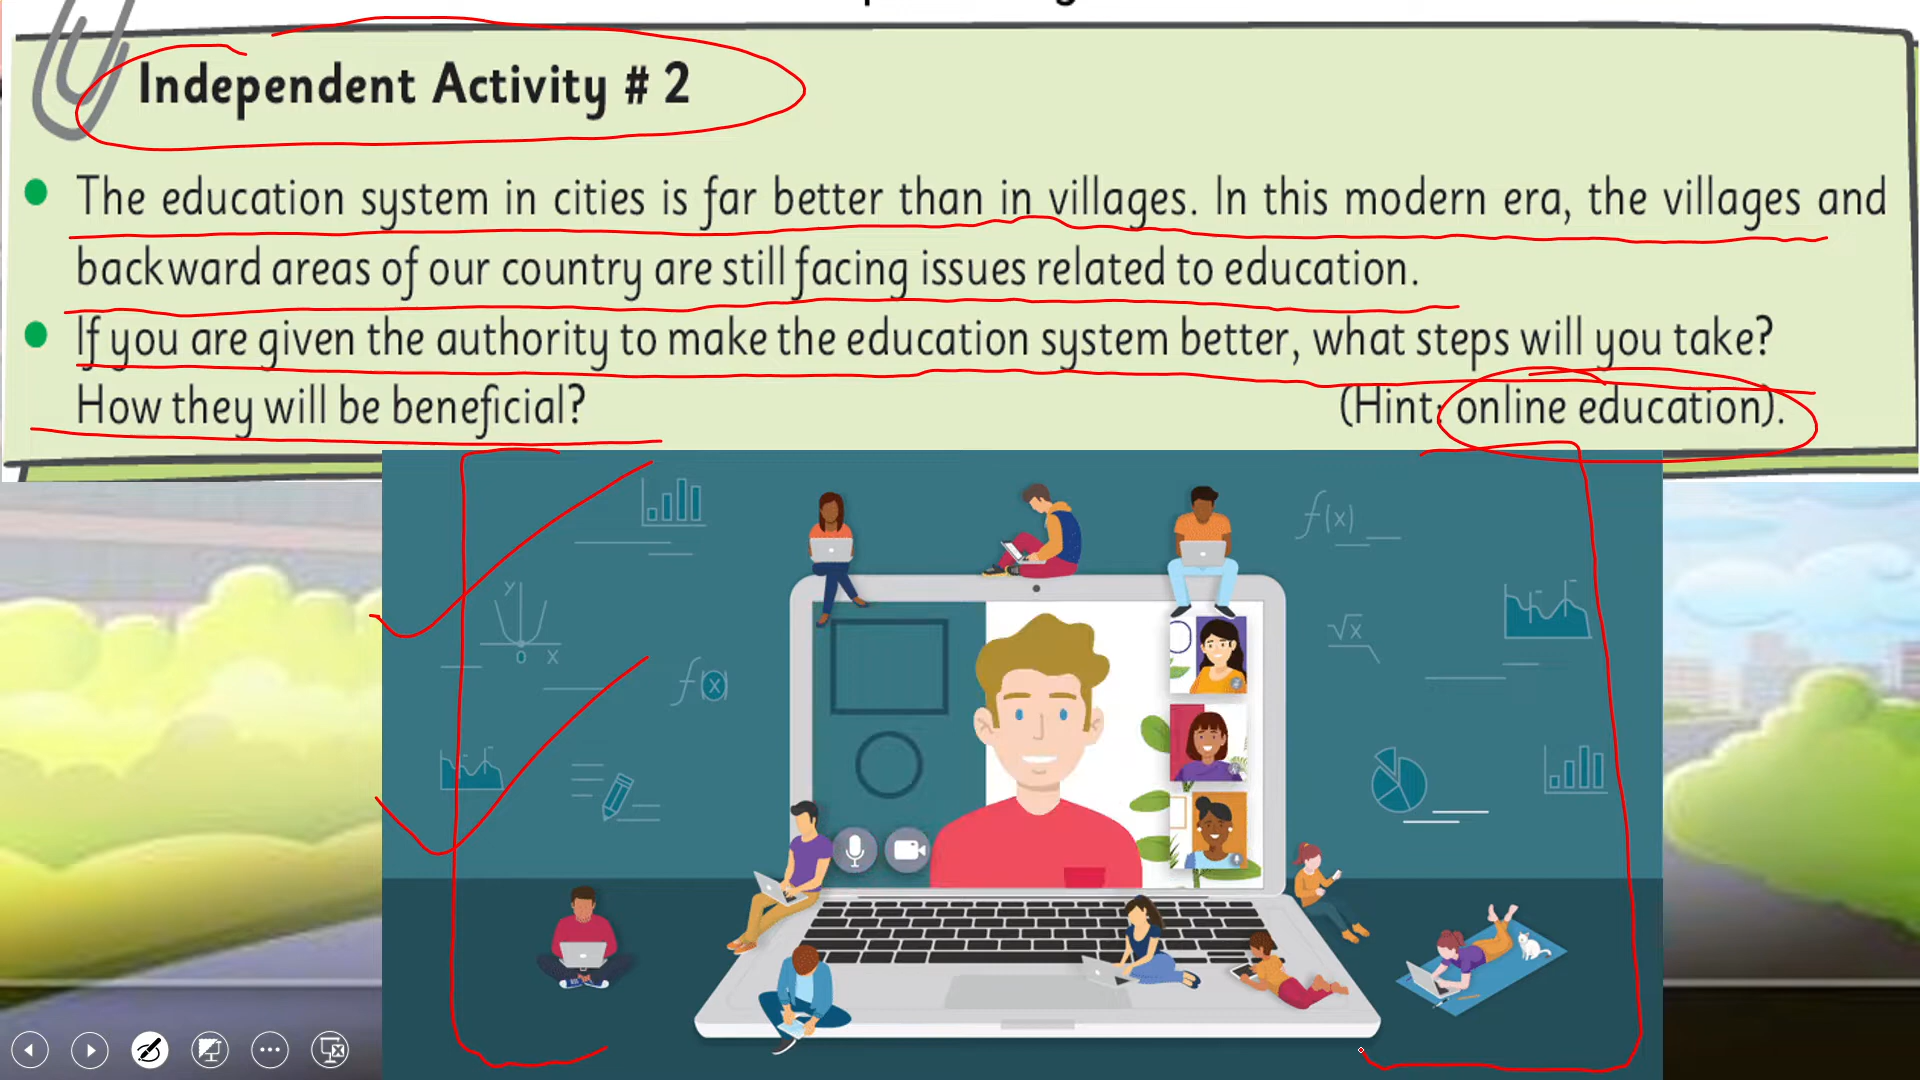 Independent Activity # 2
The education system in cities is far better than in villages. In this modern era, the villages and
backward areas of our country are still facing issues related to education.
If you are given the authority to make the education system better, what steps will you take?
How they will be beneficial? (Hint: online education).
f(x)
y
√x
x
f(x)